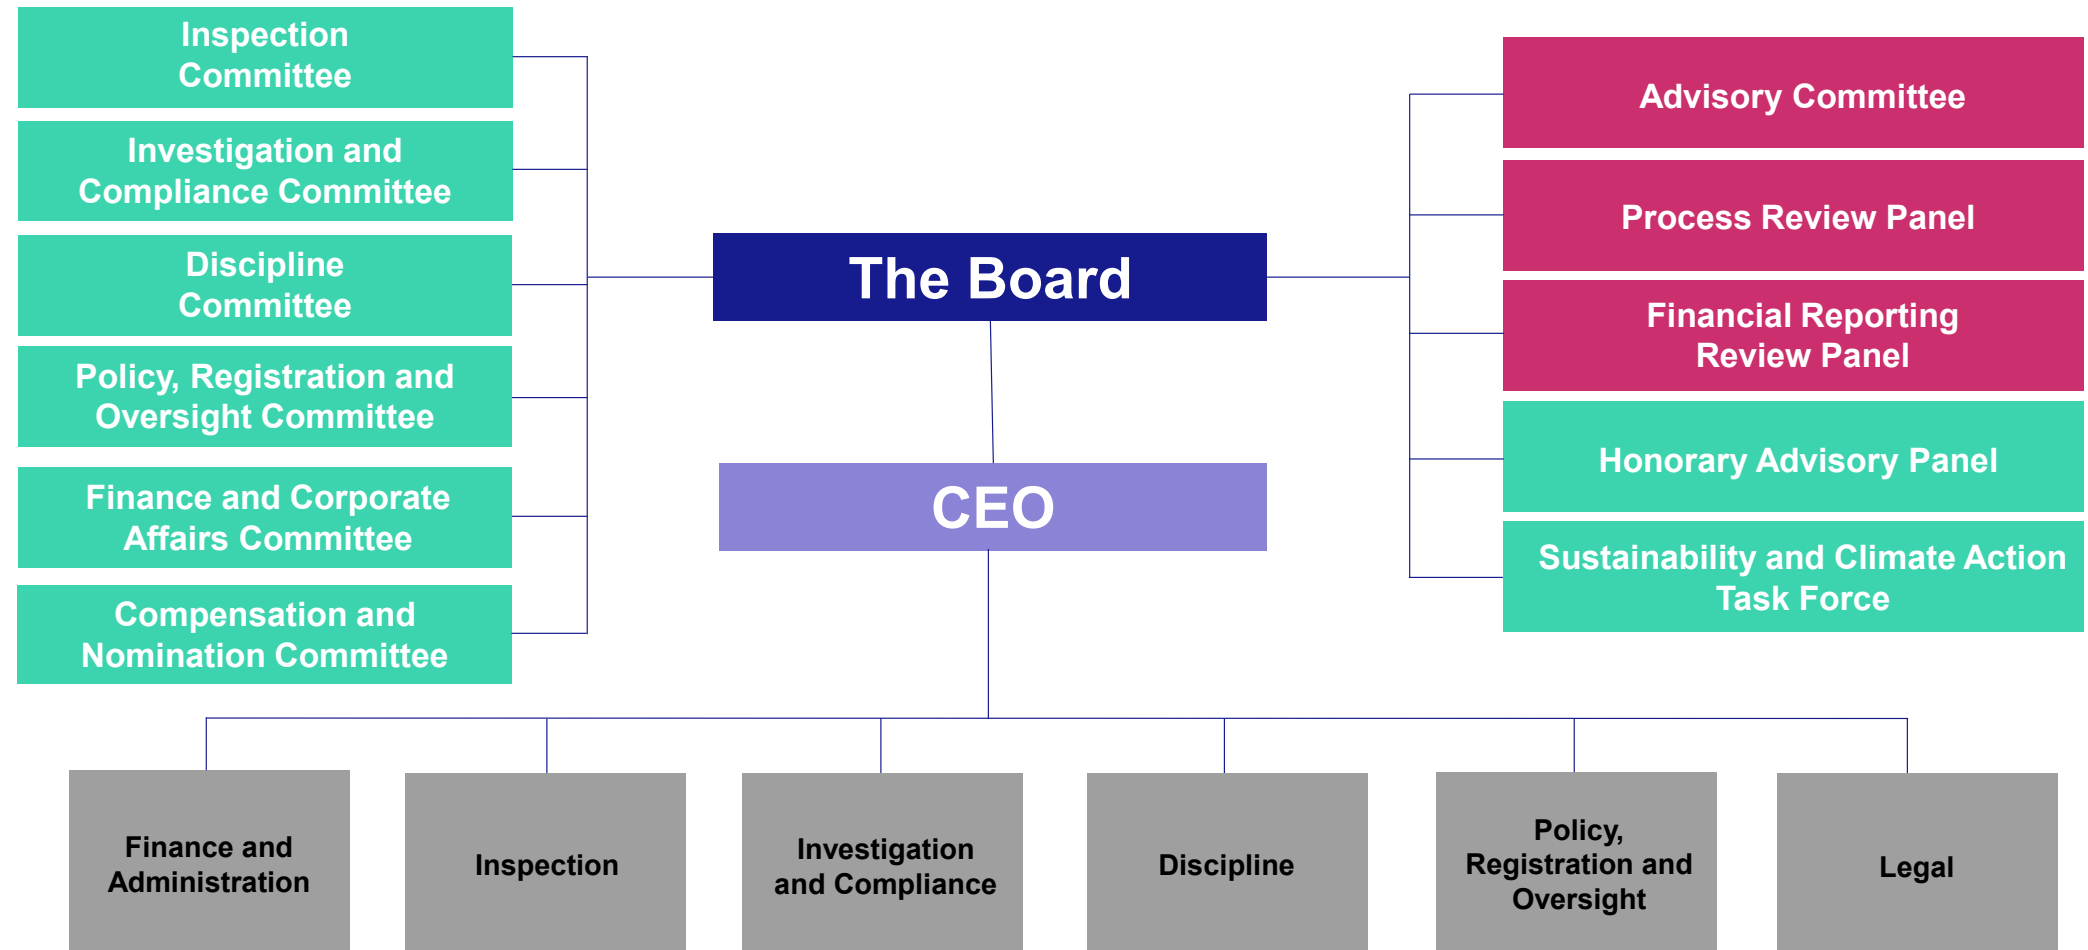 Inspection
Committee
Investigation and
Compliance Committee
Discipline
Committee
Policy, Registration and
Oversight Committee
Finance and Corporate
Affairs Committee
Compensation and
Nomination Committee
The Board
CEO
Advisory Committee
Process Review Panel
Financial Reporting
Review Panel
Honorary Advisory Panel
Sustainability and Climate Action
Task Force
Finance and
Administration
Inspection
Investigation
and Compliance
Discipline
Policy,
Registration and
Oversight
Legal